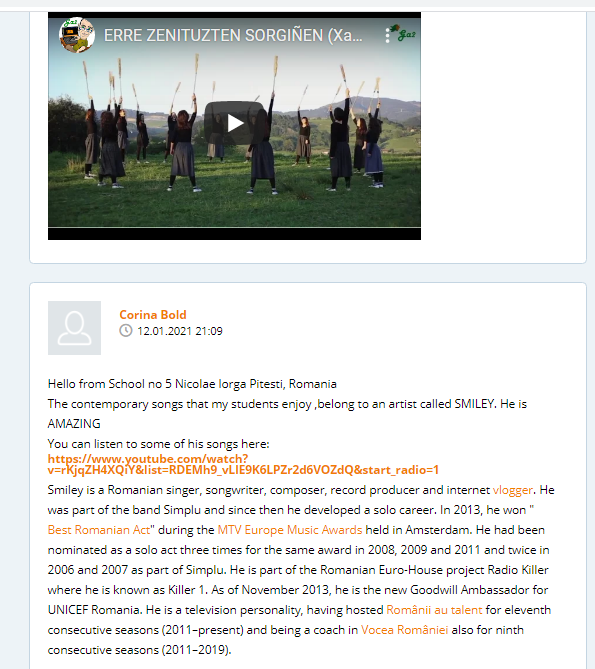 ERRE ZENITUZTEN SORGIÑEN (Xa...
Corina Bold
12.01.2021 21:09
Hello from School no 5 Nicolae Iorga Pitesti, Romania
The contemporary songs that my students enjoy ,belong to an artist called SMILEY. He is
AMAZING
You can listen to some of his songs here:
https://www.youtube.com/watch?
v=rKjqZH4XQiY&list=RDEMh9_vLIE9K6LPZr2d6VOZdQ&start_radio=1
Smiley is a Romanian singer, songwriter, composer, record producer and internet vlogger. He
was part of the band Simplu and since then he developed a solo career. In 2013, he won "
Best Romanian Act" during the MTV Europe Music Awards held in Amsterdam. He had been
nominated as a solo act three times for the same award in 2008, 2009 and 2011 and twice in
2006 and 2007 as part of Simplu. He is part of the Romanian Euro-House project Radio Killer
where he is known as Killer 1. As of November 2013, he is the new Goodwill Ambassador for
UNICEF Romania. He is a television personality, having hosted Românii au talent for eleventh
consecutive seasons (2011–present) and being a coach in Vocea României also for ninth
consecutive seasons (2011–2019).